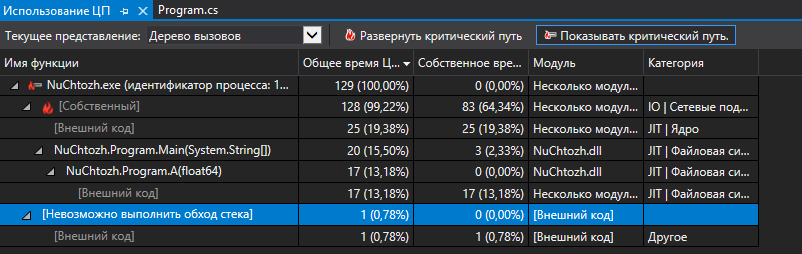 Использование ЦП Program.cs
Текущее представление: Дерево вызовов Развернуть критический путь Показывать критический путь.
Имя функции Общее время Ц... Собственное вре... Модуль Категория
NuChtozh.exe (идентификатор процесса: 1... 129 (100,00%) 0 (0,00%) Несколько модул...
[Собственный] 128 (99,22%) 83 (64,34%) Несколько модул... IO | Сетевые под...
[Внешний код] 25 (19,38%) 25 (19,38%) Несколько модул... JIT | Ядро
NuChtozh.Program.Main(System.String[]) 20 (15,50%) 3 (2,33%) NuChtozh.dll JIT | Файловая си...
NuChtozh.Program.A(float64) 17 (13,18%) 0 (0,00%) NuChtozh.dll JIT | Файловая си...
[Внешний код] 17 (13,18%) 17 (13,18%) Несколько модул... JIT | Файловая си...
[Невозможно выполнить обход стека] 1 (0,78%) 0 (0,00%) [Внешний код]
[Внешний код] 1 (0,78%) 1 (0,78%) [Внешний код] Другое